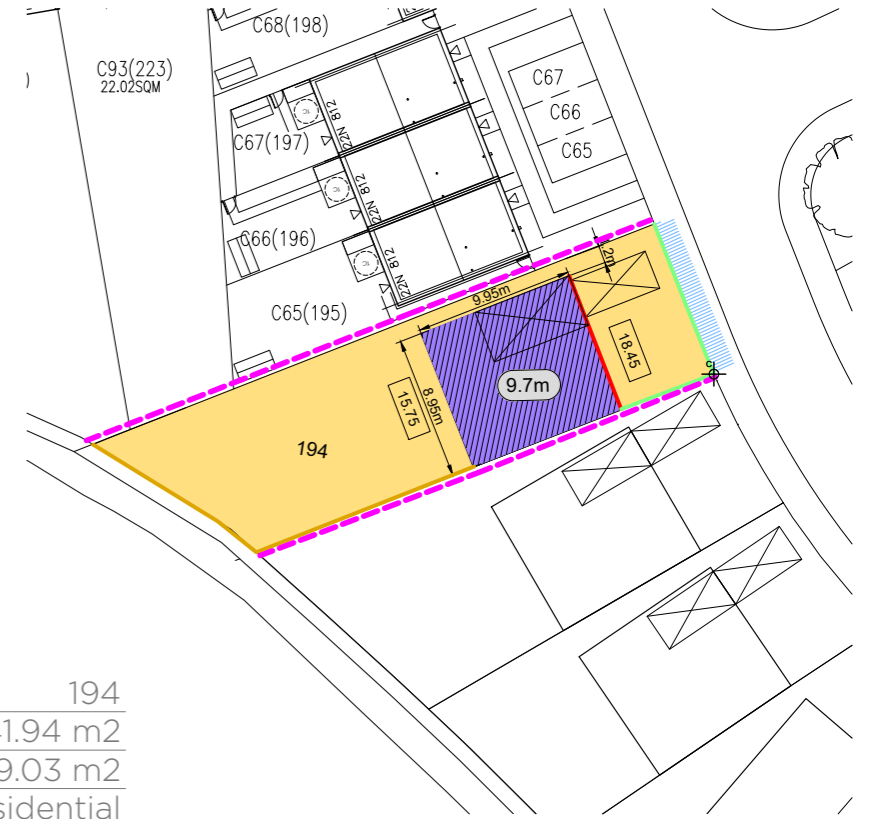 C68(198)
C93(223)
22.02SQM
C67
C66
C65
C67(197)
22N 812
C66(196)
22N 812
C65(195)
22N 812
2m
9.95m
18.45
9.7m
15.75
8.95m
194
194
1.94 m2
9.03 m2
sidential